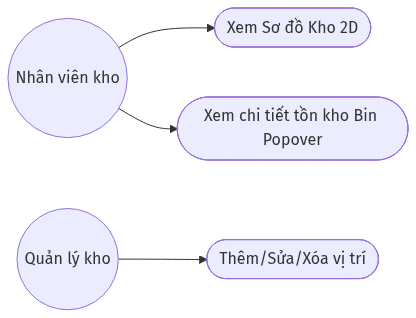 Xem Sơ đồ Kho 2D
Nhân viên kho
Xem chi tiết tồn kho Bin
Popover
Quản lý kho
Thêm/Sửa/Xóa vị trí